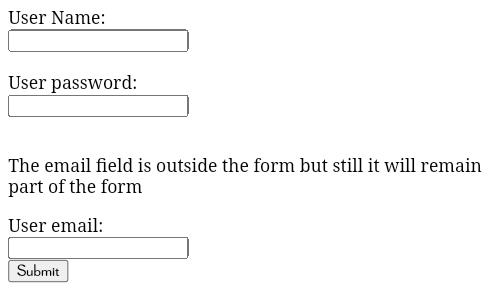 User Name:
User password:
The email field is outside the form but still it will remain
part of the form
User email:
Submit